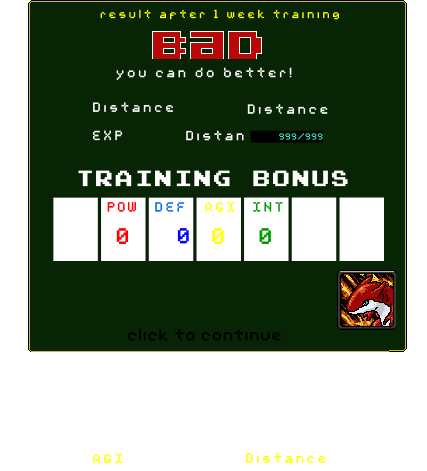 result after 1 week training
BaD
you can do better!
Distance Distance
EXP Distan 999/999
TRAINING BONUS
POW DEF AGI INT
0 0 0 0
click to continue
AGI Distance